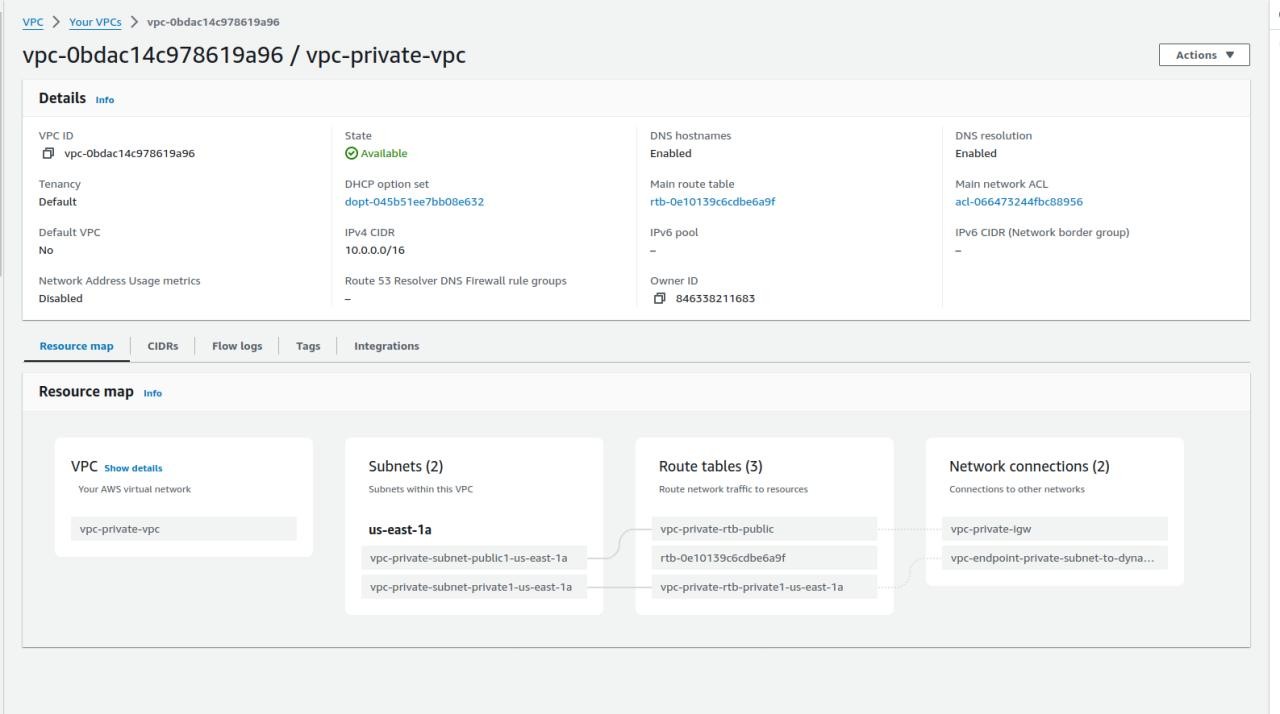 VPC > Your VPCs > vpc-0bdac14c978619a96
vpc-0bdac14c978619a96 / vpc-private-vpc
Actions ▼
Details Info
VPC ID
vpc-0bdac14c978619a96
State
Available
DNS hostnames
Enabled
DNS resolution
Enabled
Tenancy
Default
DHCP option set
dopt-045b51ee7bb08e632
Main route table
rtb-0e10139c6cdbe6a9f
Main network ACL
acl-066473244fbc88956
Default VPC
No
IPv4 CIDR
10.0.0.0/16
IPv6 pool
–
IPv6 CIDR (Network border group)
–
Network Address Usage metrics
Disabled
Route 53 Resolver DNS Firewall rule groups
–
Owner ID
846338211683
Resource map
CIDRs
Flow logs
Tags
Integrations
Resource map Info
VPC Show details
Your AWS virtual network
vpc-private-vpc
Subnets (2)
Subnets within this VPC
us-east-1a
vpc-private-subnet-public1-us-east-1a
vpc-private-subnet-private1-us-east-1a
Route tables (3)
Route network traffic to resources
vpc-private-rtb-public
rtb-0e10139c6cdbe6a9f
vpc-private-rtb-private1-us-east-1a
Network connections (2)
Connections to other networks
vpc-private-igw
vpc-endpoint-private-subnet-to-dyna...